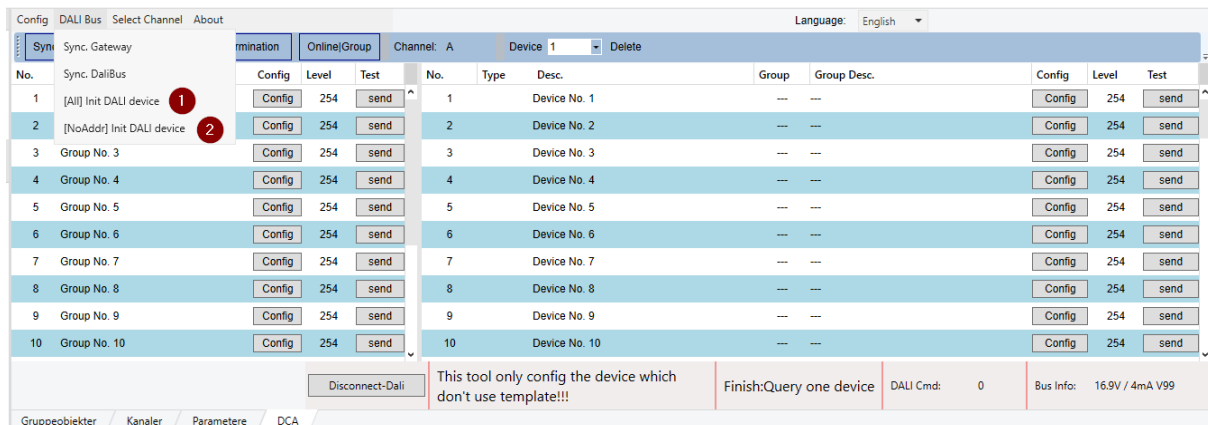 Config DALI Bus Select Channel About Language: English
Sync. rmination Online|Group Channel: A Device 1 Delete
Sync. Gateway
No. Config Level Test No. Type Desc. Group Group Desc. Config Level Test
Sync. DaliBus
1 [All] Init DALI device 1 Config 254 send 1 Device No. 1 --- --- Config 254 send
2 [NoAddr] Init DALI device 2 Config 254 send 2 Device No. 2 --- --- Config 254 send
3 Group No. 3 Config 254 send 3 Device No. 3 --- --- Config 254 send
4 Group No. 4 Config 254 send 4 Device No. 4 --- --- Config 254 send
5 Group No. 5 Config 254 send 5 Device No. 5 --- --- Config 254 send
6 Group No. 6 Config 254 send 6 Device No. 6 --- --- Config 254 send
7 Group No. 7 Config 254 send 7 Device No. 7 --- --- Config 254 send
8 Group No. 8 Config 254 send 8 Device No. 8 --- --- Config 254 send
9 Group No. 9 Config 254 send 9 Device No. 9 --- --- Config 254 send
10 Group No. 10 Config 254 send 10 Device No. 10 --- --- Config 254 send
Disconnect-Dali This tool only config the device which
don't use template!!! Finish:Query one device DALI Cmd: 0 Bus Info: 16.9V / 4mA V99
Gruppeobjekter Kanaler Parametere DCA